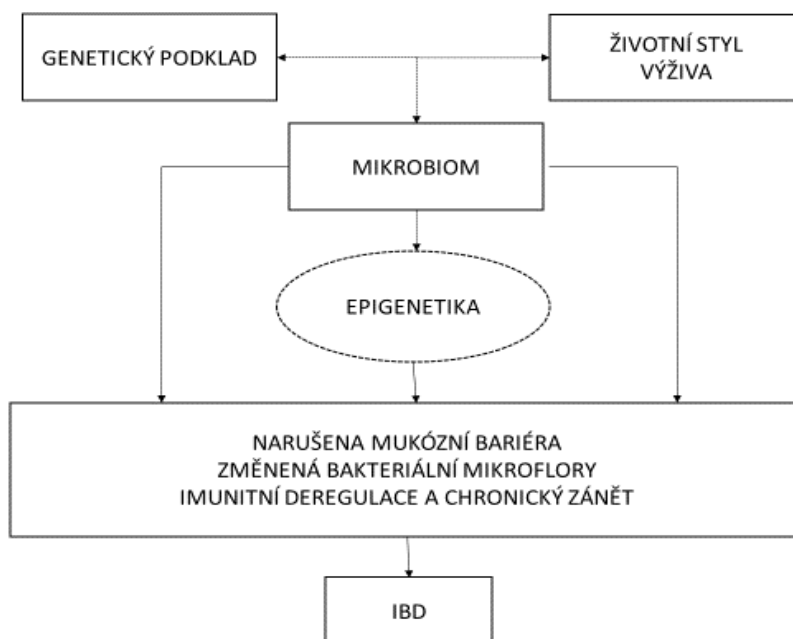 GENETICKÝ PODKLAD
ŽIVOTNÍ STYL
VÝŽIVA
MIKROBIOM
EPIGENETIKA
NARUŠENA MUKÓZNÍ BARIÉRA
ZMĚNENÁ BAKTERIÁLNÍ MIKROFLORY
IMUNITNÍ DEREGULACE A CHRONICKÝ ZÁNĚT
IBD